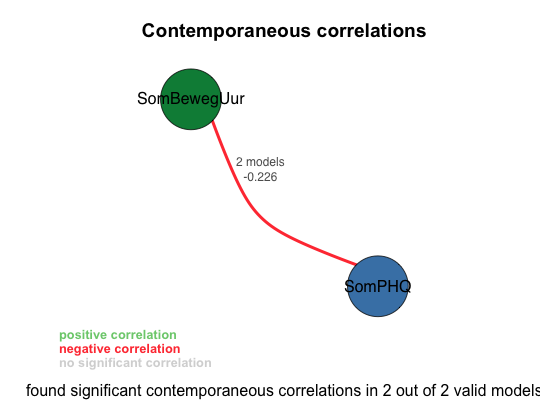 Contemporaneous correlations
SomBewegUur
2 models
-0.226
SomPHQ
positive correlation
negative correlation
no significant correlation
found significant contemporaneous correlations in 2 out of 2 valid models